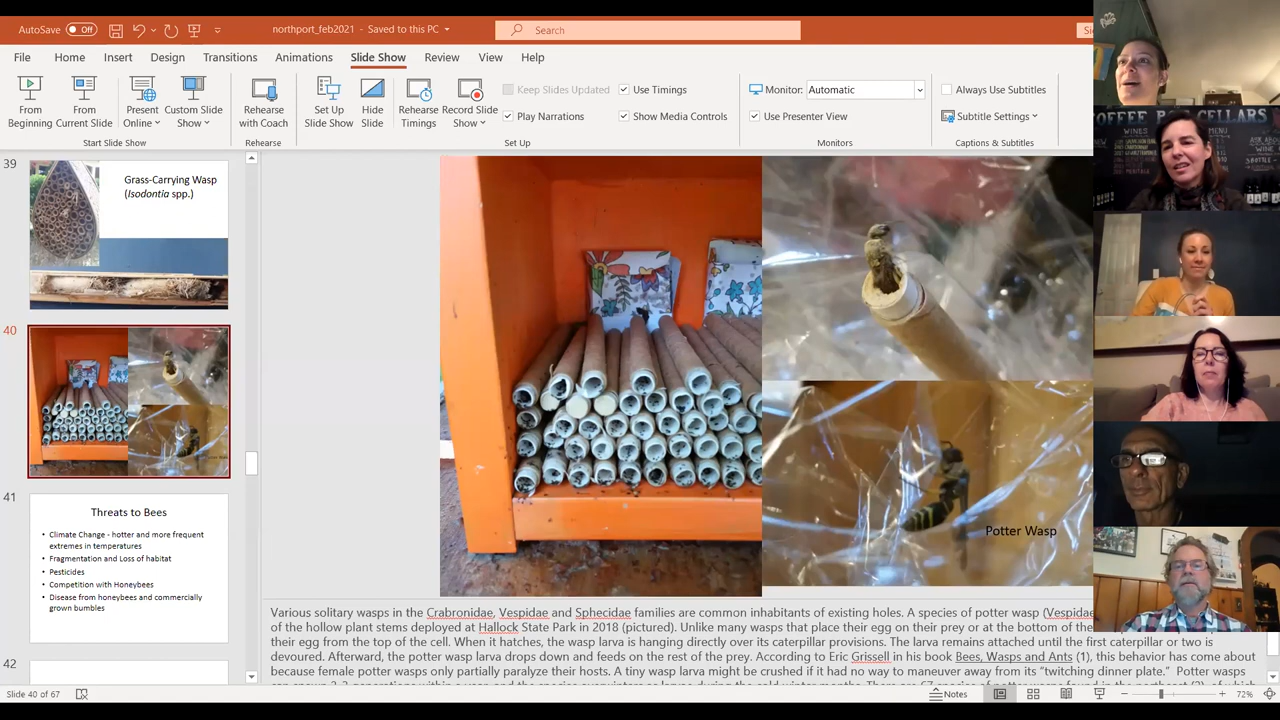 AutoSave Off
northport_feb2021 - Saved to this PC
Search
File Home Insert Design Transitions Animations Slide Show Review View Help
From Beginning
From Current Slide
Present Online
Custom Slide Show
Start Slide Show
Rehearse with Coach
Rehearse
Set Up Slide Show
Hide Slide
Rehearse Timings
Record Slide Show
Keep Slides Updated
Play Narrations
Use Timings
Show Media Controls
Set Up
Monitor: Automatic
Use Presenter View
Monitors
Always Use Subtitles
Subtitle Settings
Captions & Subtitles
39
Grass-Carrying Wasp
(Isodontia spp.)
40
41
Threats to Bees
• Climate Change - hotter and more frequent
extremes in temperatures
• Fragmentation and Loss of habitat
• Pesticides
• Competition with Honeybees
• Disease from honeybees and commercially
grown bumbles
42
Potter Wasp
Various solitary wasps in the Crabronidae, Vespidae and Sphecidae families are common inhabitants of existing holes. A species of potter wasp (Vespidae
of the hollow plant stems deployed at Hallock State Park in 2018 (pictured). Unlike many wasps that place their egg on their prey or at the bottom of the
their egg from the top of the cell. When it hatches, the wasp larva is hanging directly over its caterpillar provisions. The larva remains attached until the first caterpillar or two is
devoured. Afterward, the potter wasp larva drops down and feeds on the rest of the prey. According to Eric Grissell in his book Bees, Wasps and Ants (1), this behavior has come about
because female potter wasps only partially paralyze their hosts. A tiny wasp larva might be crushed if it had no way to maneuver away from its "twitching dinner plate." Potter wasps
COFFEE POT CELLARS
WINES
MENU
Slide 40 of 67
Notes
72%